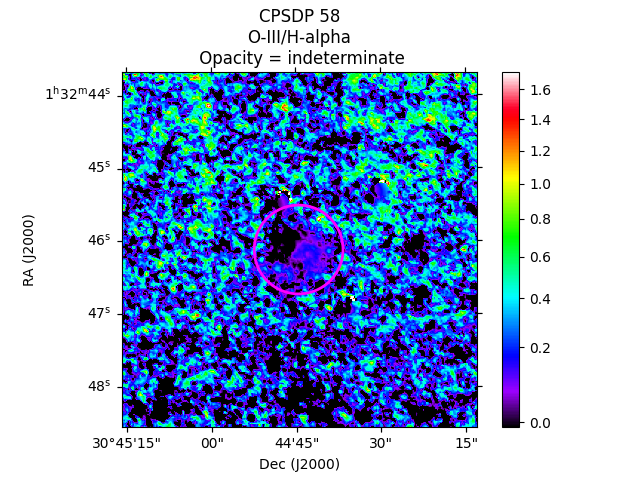 CPSDP 58
O-III/H-alpha
Opacity = indeterminate
1h32m44s
45s
46s
47s
48s
RA (J2000)
30°45'15"
00"
44'45"
30"
15"
Dec (J2000)
1.6
1.4
1.2
1.0
0.8
0.6
0.4
0.2
0.0